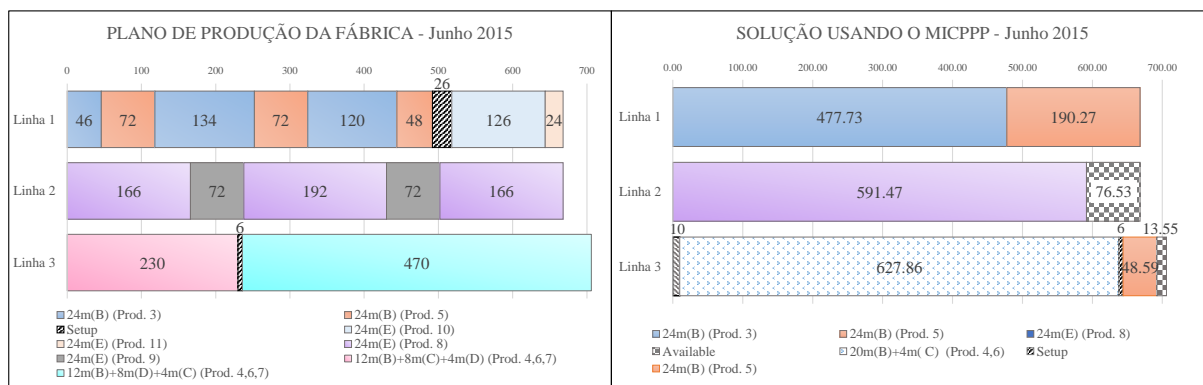 PLANO DE PRODUÇÃO DA FÁBRICA - Junho 2015
0 100 200 300 400 500 600 700
26
Linha 1 46 72 134 72 120 48 126 24
Linha 2 166 72 192 72 166
6
Linha 3 230 470
24m(B) (Prod. 3) 24m(B) (Prod. 5)
Setup 24m(E) (Prod. 10)
24m(E) (Prod. 11) 24m(E) (Prod. 8)
24m(E) (Prod. 9) 12m(B)+8m(C)+4m(D) (Prod. 4,6,7)
12m(B)+8m(D)+4m(C) (Prod. 4,6,7)
SOLUÇÃO USANDO O MICPPP - Junho 2015
0.00 100.00 200.00 300.00 400.00 500.00 600.00 700.00
Linha 1 477.73 190.27
Linha 2 591.47 76.53
10 6 13.55
Linha 3 627.86 48.59
24m(B) (Prod. 3) 24m(B) (Prod. 5) 24m(E) (Prod. 8)
Available 20m(B)+4m( C) (Prod. 4,6) Setup
24m(B) (Prod. 5)